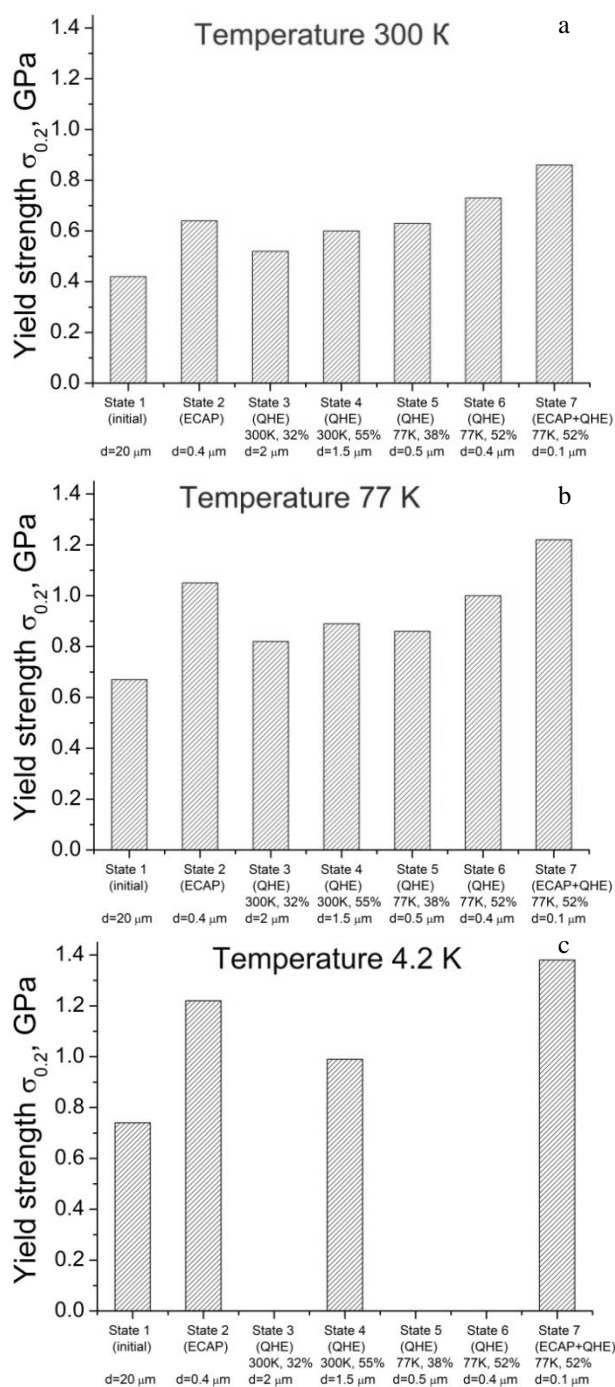 Temperature 300 K
a
Yield strength σ0.2, GPa
1.4
1.2
1.0
0.8
0.6
0.4
0.2
0.0
State 1 State 2 State 3 State 4 State 5 State 6 State 7
(initial) (ECAP) (QHE) (QHE) (QHE) (QHE) (ECAP+QHE)
300K, 32% 300K, 55% 77K, 38% 77K, 52% 77K, 52%
d=20 μm d=0.4 μm d=2 μm d=1.5 μm d=0.5 μm d=0.4 μm d=0.1 μm
Temperature 77 K
b
Yield strength σ0.2, GPa
1.4
1.2
1.0
0.8
0.6
0.4
0.2
0.0
State 1 State 2 State 3 State 4 State 5 State 6 State 7
(initial) (ECAP) (QHE) (QHE) (QHE) (QHE) (ECAP+QHE)
300K, 32% 300K, 55% 77K, 38% 77K, 52% 77K, 52%
d=20 μm d=0.4 μm d=2 μm d=1.5 μm d=0.5 μm d=0.4 μm d=0.1 μm
Temperature 4.2 K
c
Yield strength σ0.2, GPa
1.4
1.2
1.0
0.8
0.6
0.4
0.2
0.0
State 1 State 2 State 3 State 4 State 5 State 6 State 7
(initial) (ECAP) (QHE) (QHE) (QHE) (QHE) (ECAP+QHE)
300K, 32% 300K, 55% 77K, 38% 77K, 52% 77K, 52%
d=20 μm d=0.4 μm d=2 μm d=1.5 μm d=0.5 μm d=0.4 μm d=0.1 μm